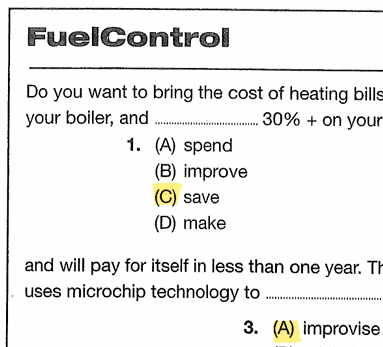 FuelControl
Do you want to bring the cost of heating bills
your boiler, and .................................. 30% + on your
1. (A) spend
(B) improve
(C) save
(D) make
and will pay for itself in less than one year. Th
uses microchip technology to ..................................
3. (A) improvise